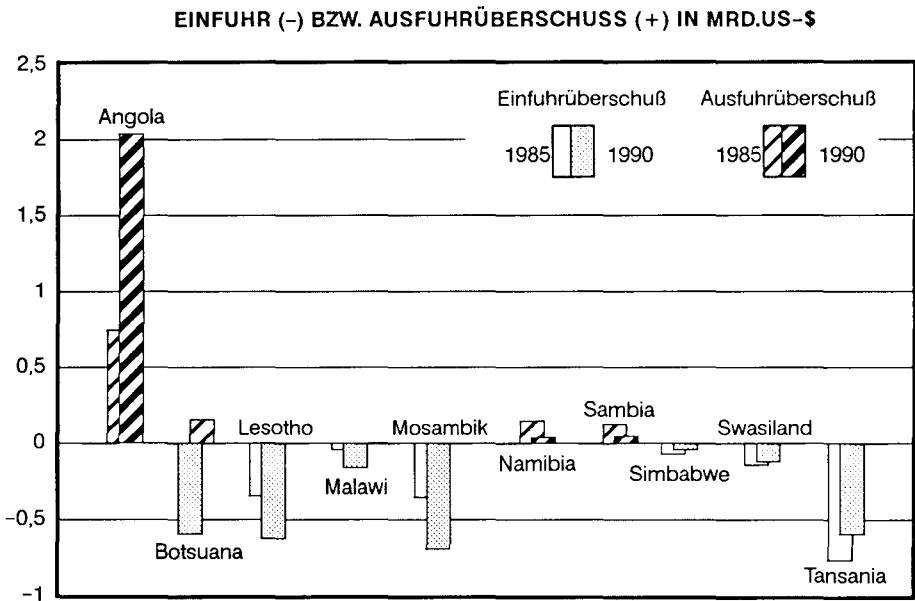 EINFUHR (–) BZW. AUSFUHRÜBERSCHUSS (+) IN MRD.US–$
2,5
Einfuhrüberschuß Ausfuhrüberschuß
Angola
2
1985 1990 1985 1990
1,5
1
0,5
Lesotho Mosambik Sambia Swasiland
0
Namibia Simbabwe
Malawi
–0,5
Botsuana
Tansania
–1